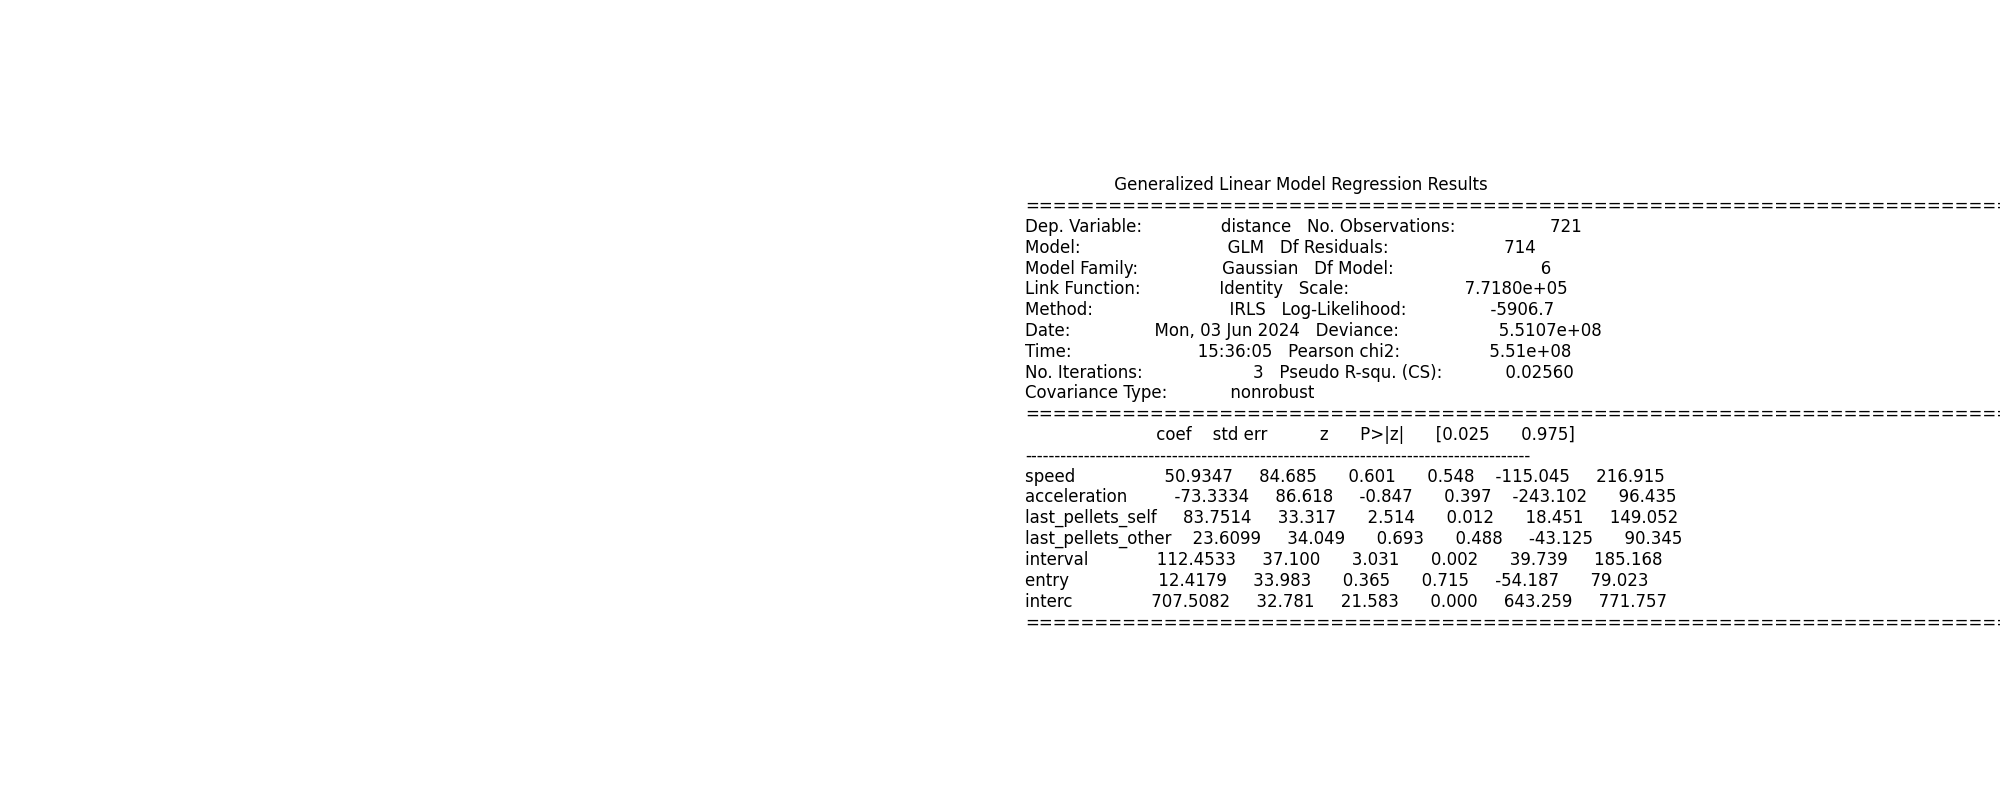 Generalized Linear Model Regression Results
==============================================================================
Dep. Variable: distance No. Observations: 721
Model: GLM Df Residuals: 714
Model Family: Gaussian Df Model: 6
Link Function: Identity Scale: 7.7180e+05
Method: IRLS Log-Likelihood: -5906.7
Date: Mon, 03 Jun 2024 Deviance: 5.5107e+08
Time: 15:36:05 Pearson chi2: 5.51e+08
No. Iterations: 3 Pseudo R-squ. (CS): 0.02560
Covariance Type: nonrobust
==============================================================================
coef std err z P>|z| [0.025 0.975]
--------------------------------------------------------------------------------------
speed 50.9347 84.685 0.601 0.548 -115.045 216.915
acceleration -73.3334 86.618 -0.847 0.397 -243.102 96.435
last_pellets_self 83.7514 33.317 2.514 0.012 18.451 149.052
last_pellets_other 23.6099 34.049 0.693 0.488 -43.125 90.345
interval 112.4533 37.100 3.031 0.002 39.739 185.168
entry 12.4179 33.983 0.365 0.715 -54.187 79.023
interc 707.5082 32.781 21.583 0.000 643.259 771.757
==============================================================================